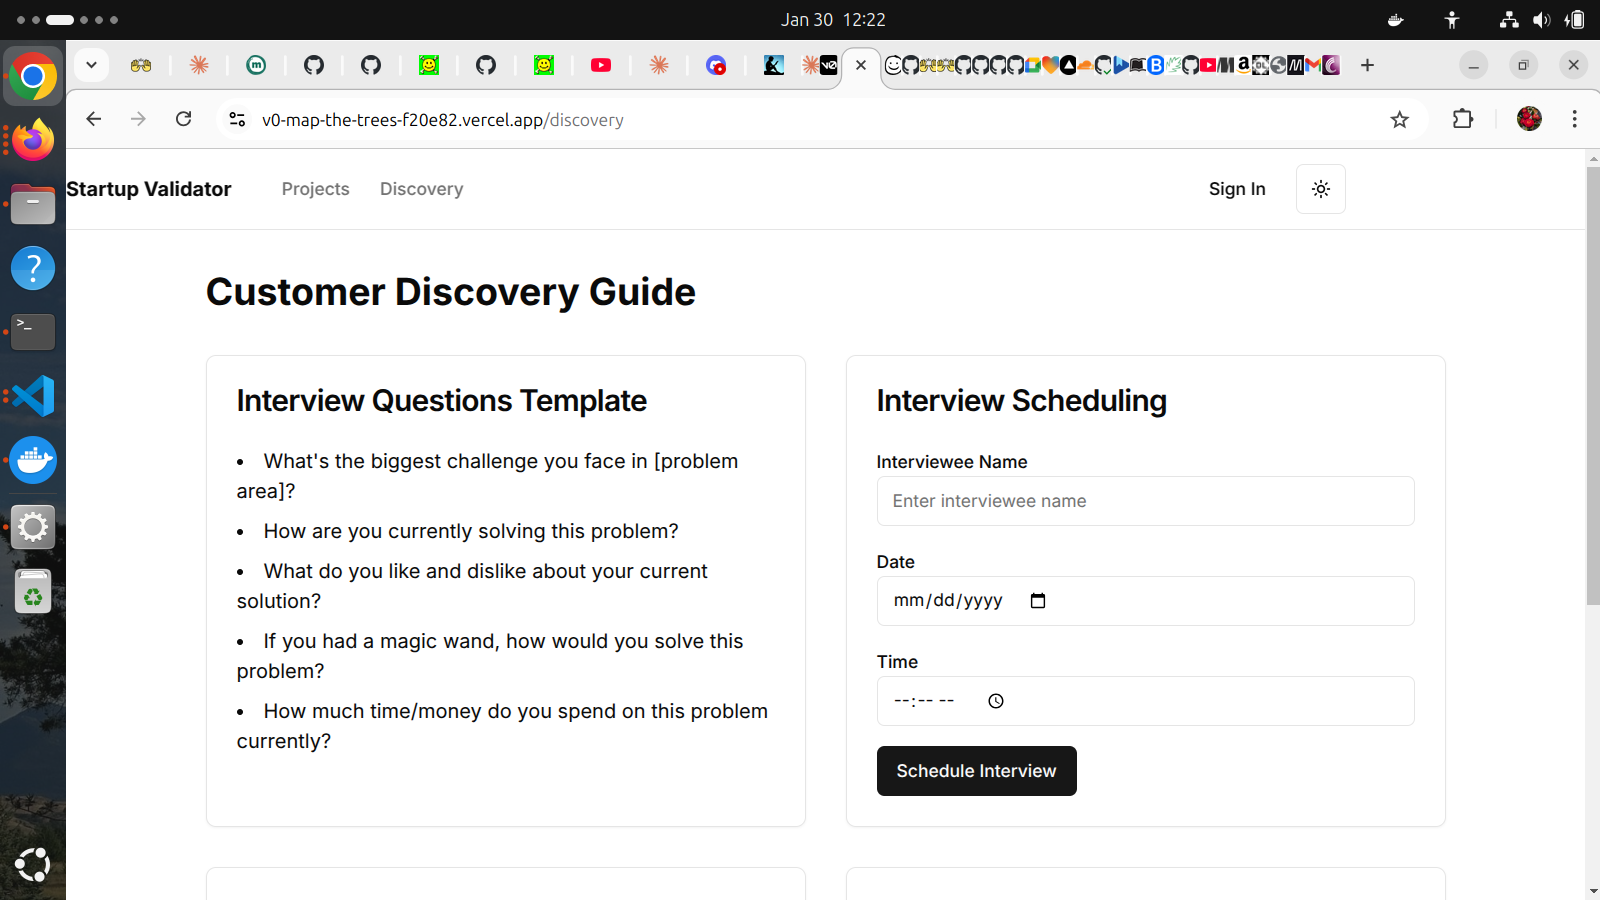 Jan 30 12:22
v0-map-the-trees-f20e82.vercel.app/discovery
Startup Validator
Projects
Discovery
Sign In
Customer Discovery Guide
Interview Questions Template
• What's the biggest challenge you face in [problem
area]?
• How are you currently solving this problem?
• What do you like and dislike about your current
solution?
• If you had a magic wand, how would you solve this
problem?
• How much time/money do you spend on this problem
currently?
Interview Scheduling
Interviewee Name
Enter interviewee name
Date
mm/dd/yyyy
Time
--:-- --
Schedule Interview